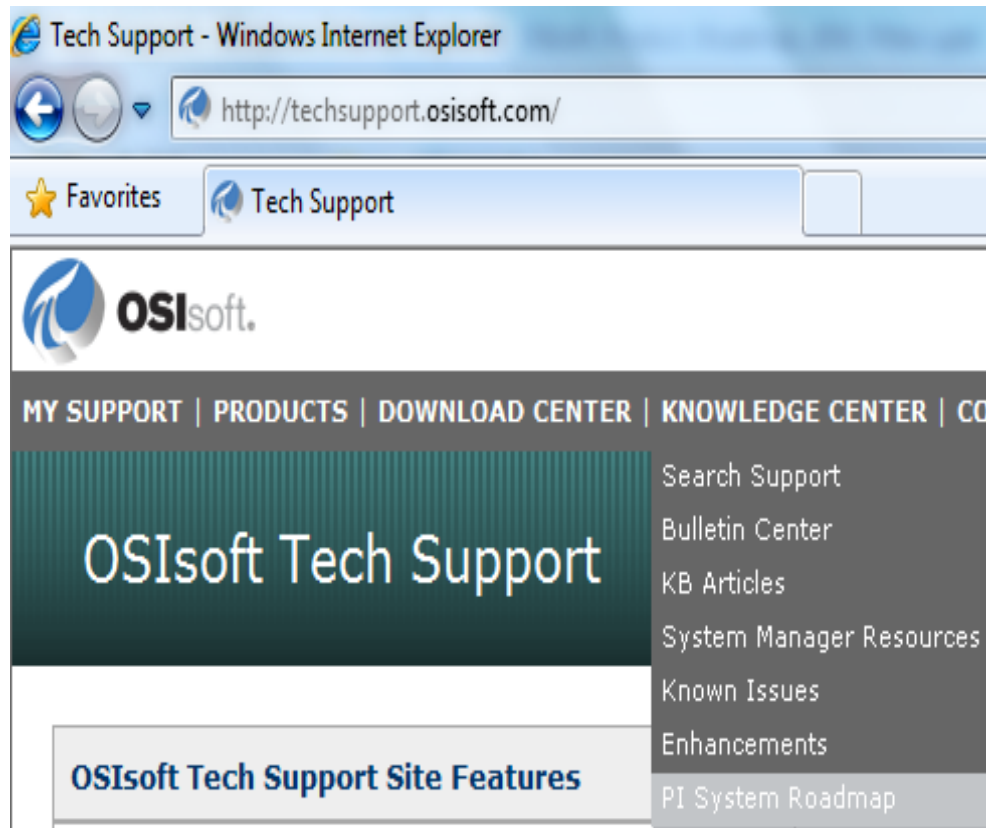 Tech Support - Windows Internet Explorer
http://techsupport.osisoft.com/
Favorites
Tech Support
OSIsoft.
MY SUPPORT | PRODUCTS | DOWNLOAD CENTER | KNOWLEDGE CENTER | CO
OSIsoft Tech Support
Search Support
Bulletin Center
KB Articles
System Manager Resources
Known Issues
Enhancements
PI System Roadmap
OSIsoft Tech Support Site Features